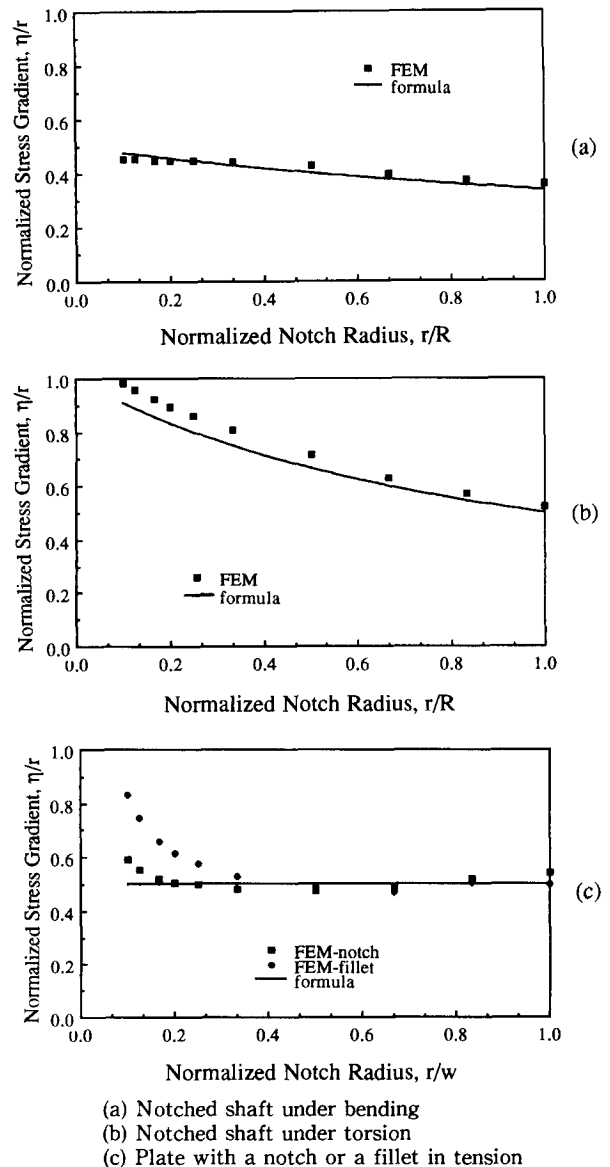 1.0
0.8
0.6
0.4
0.2
0.0
Normalized Stress Gradient, η/r
FEM
formula
(a)
0.0 0.2 0.4 0.6 0.8 1.0
Normalized Notch Radius, r/R
1.0
0.8
0.6
0.4
0.2
0.0
Normalized Stress Gradient, η/r
FEM
formula
(b)
0.0 0.2 0.4 0.6 0.8 1.0
Normalized Notch Radius, r/R
1.0
0.8
0.6
0.4
0.2
0.0
Normalized Stress Gradient, η/r
FEM-notch
FEM-fillet
formula
(c)
0.0 0.2 0.4 0.6 0.8 1.0
Normalized Notch Radius, r/w
(a) Notched shaft under bending
(b) Notched shaft under torsion
(c) Plate with a notch or a fillet in tension